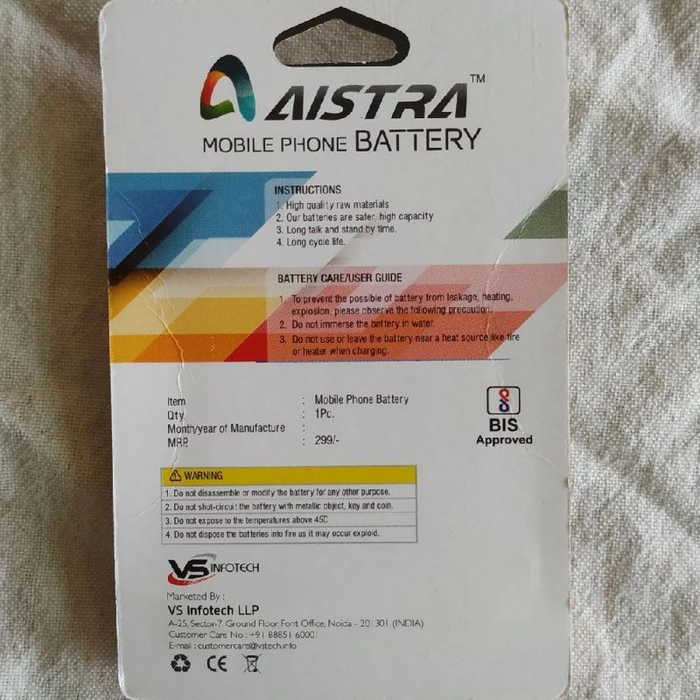 AISTRA™
MOBILE PHONE BATTERY
INSTRUCTIONS
1. High quality raw materials
2. Our batteries are safer, high capacity
3. Long talk and stand by time.
4. Long cycle life.
BATTERY CARE/USER GUIDE
1. To prevent the possible of battery from leakage, heating,
explosion, please observe the following precaution.
2. Do not immerse the battery in water.
3. Do not use or leave the battery near a heat source like fire
or heater when charging.
Item : Mobile Phone Battery
Qty. : 1Pc.
Month/year of Manufacture :
MRP. : 299/-
BIS
Approved
WARNING
1. Do not disassemble or modify the battery for any other purpose.
2. Do not shot-circuit the battery with metallic object, key and coin.
3. Do not expose to the temperatures above 45C
4. Do not dispose the batteries into fire as it may occur explod.
VS INFOTECH
Marketed By :
VS Infotech LLP
A-25, Sector-7 Ground Floor, Font Office, Noida - 201301 (INDIA)
Customer Care No : +91 88851 60001
E-mail : customercare@vstech.info
CE